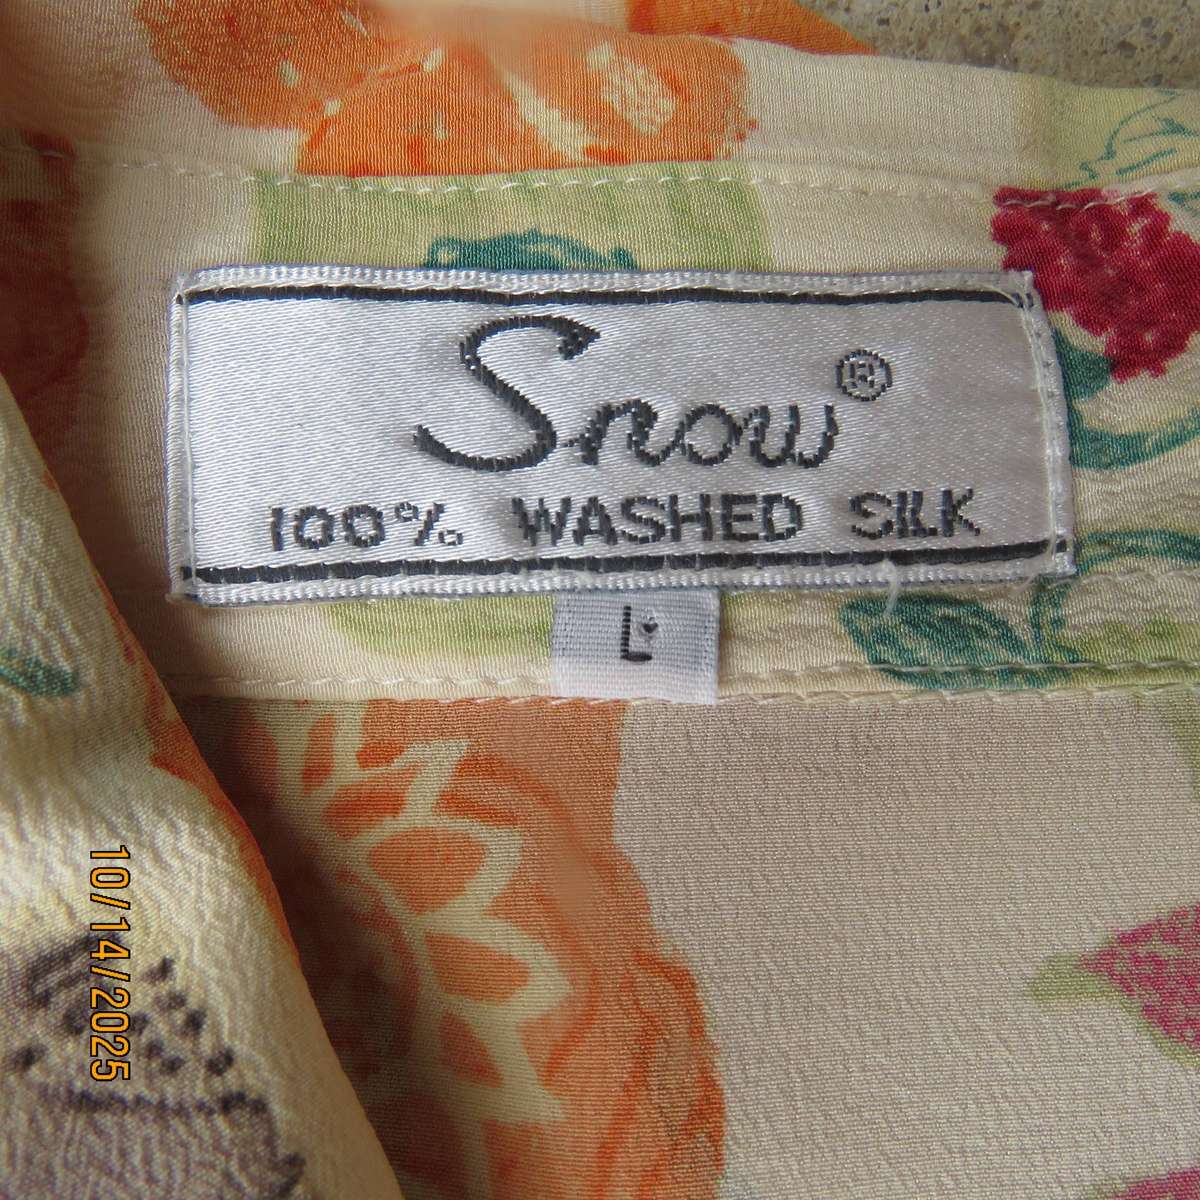 Snow®
100% WASHED SILK
L
10/14/2025